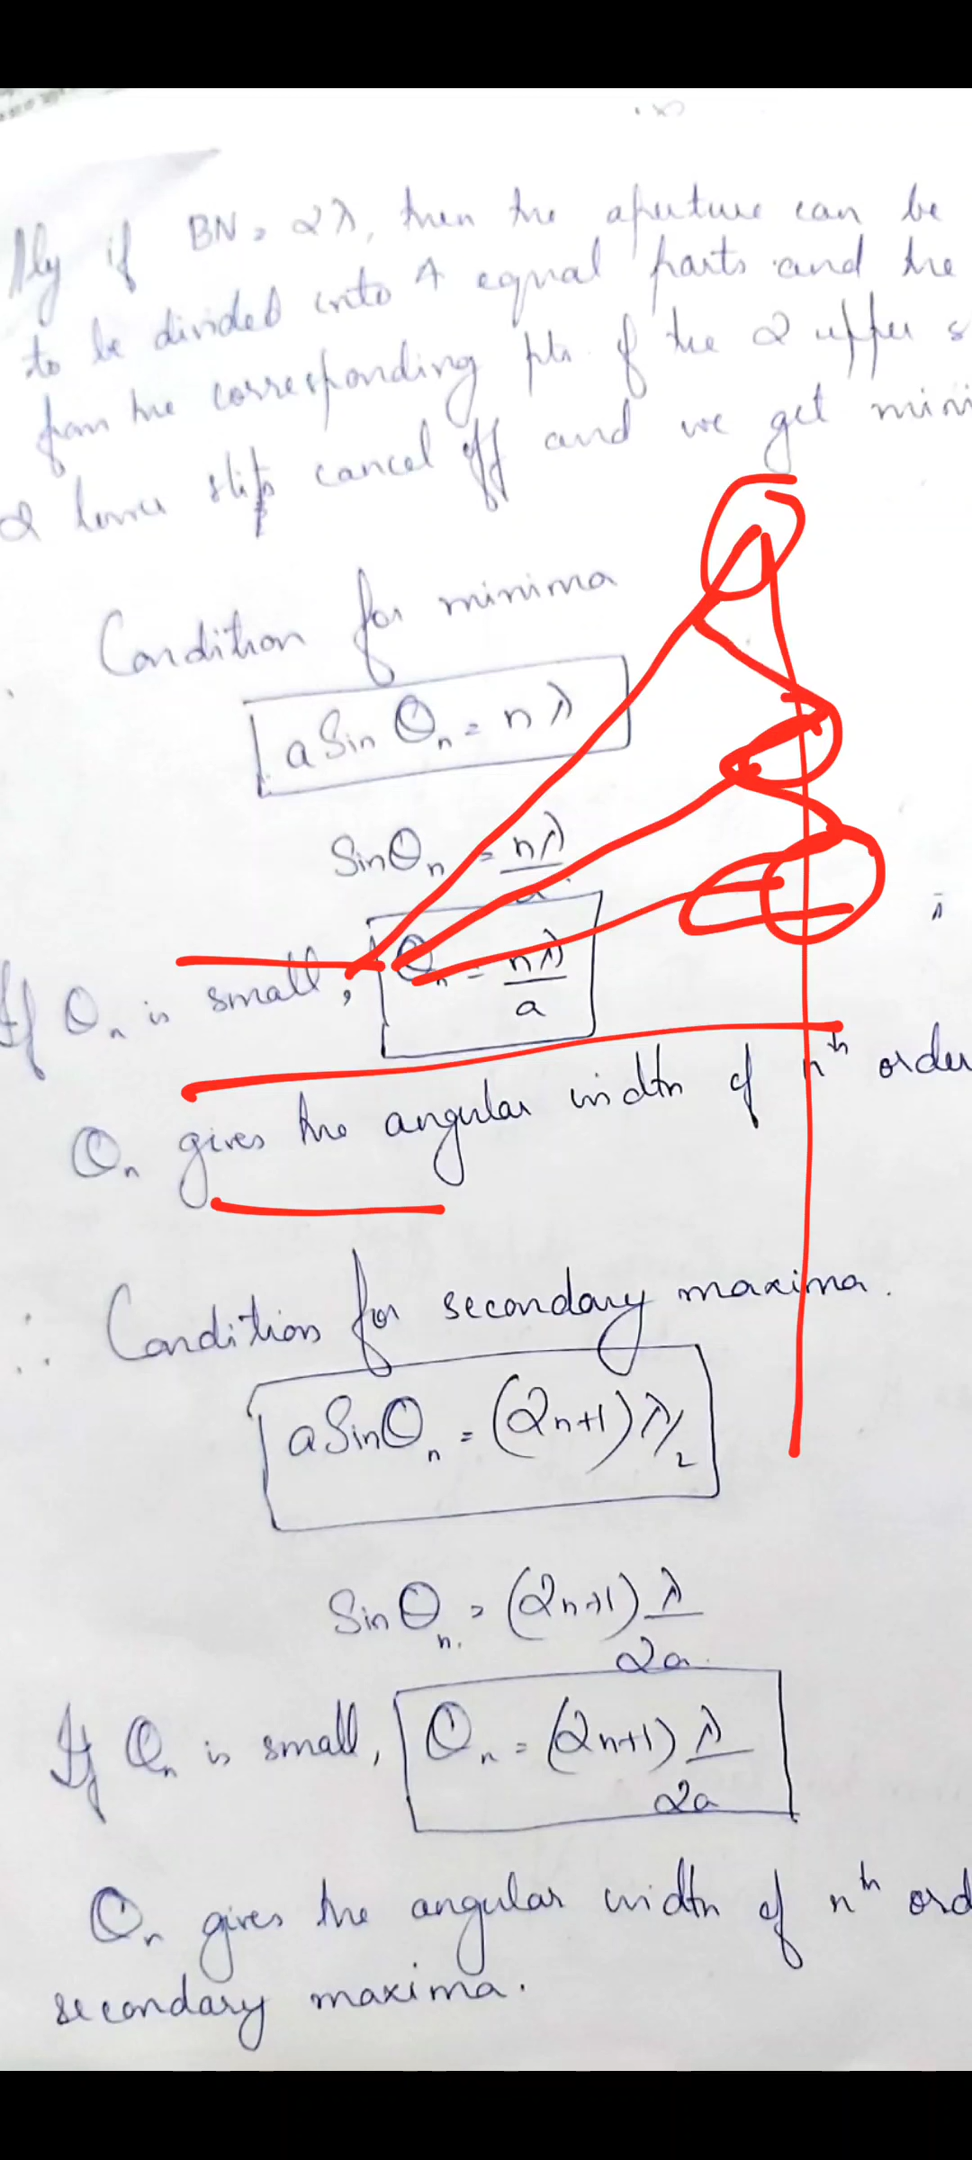 lly if BN = 2λ, then the aperture can be
to be divided into 4 equal parts and the
from the corresponding pts. of the 2 upper s
2 lower slits cancel off and we get mini
Condition for minima
a Sin θn = nλ
Sin θn = nλ/a
If θn is small, θn = nλ/a
θn gives the angular width of nth order
∴ Condition for secondary maxima.
a Sin θn = (2n+1) λ/2
Sin θn. = (2n+1) λ/2a
If θn is small, θn = (2n+1) λ/2a
θn gives the angular width of nth ord
secondary maxima.